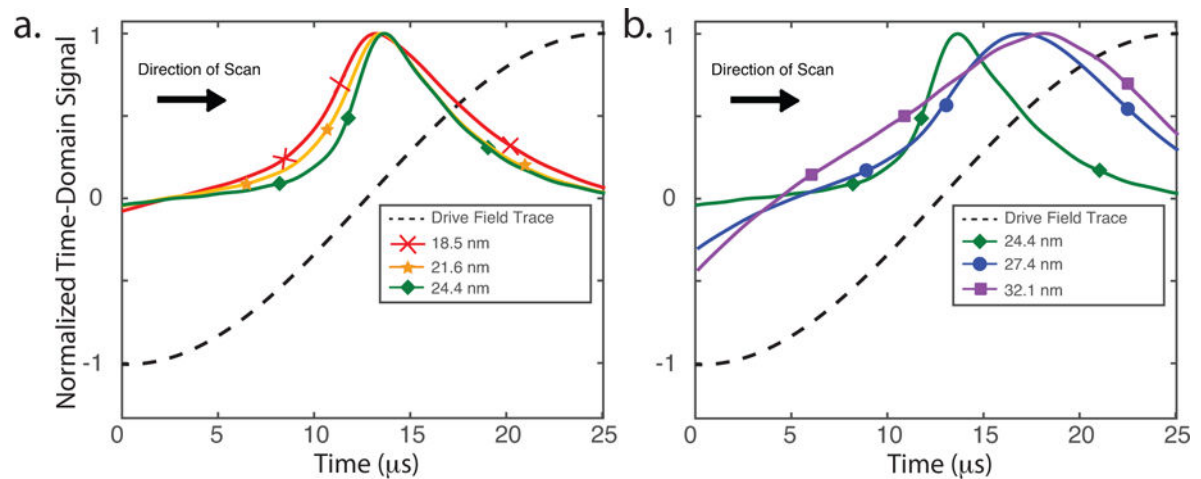 a.
Normalized Time-Domain Signal
1
0
-1
Direction of Scan
Drive Field Trace
18.5 nm
21.6 nm
24.4 nm
0 5 10 15 20 25
Time (μs)
b.
1
0
-1
Direction of Scan
Drive Field Trace
24.4 nm
27.4 nm
32.1 nm
0 5 10 15 20 25
Time (μs)